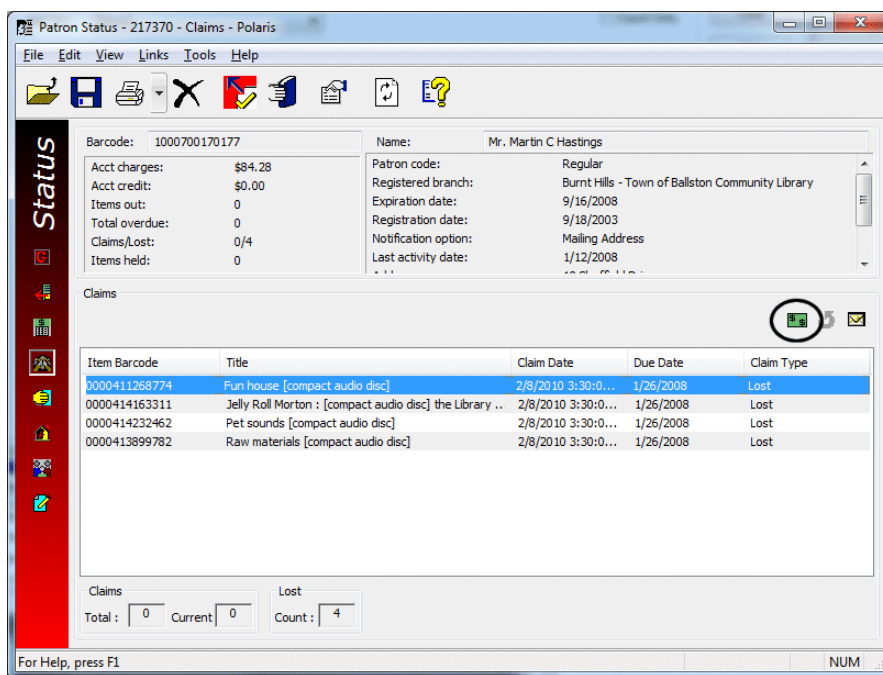 Patron Status - 217370 - Claims - Polaris
File Edit View Links Tools Help
Status
Barcode: 1000700170177
Name: Mr. Martin C Hastings
Acct charges: $84.28
Acct credit: $0.00
Items out: 0
Total overdue: 0
Claims/Lost: 0/4
Items held: 0
Patron code: Regular
Registered branch: Burnt Hills - Town of Ballston Community Library
Expiration date: 9/16/2008
Registration date: 9/18/2003
Notification option: Mailing Address
Last activity date: 1/12/2008
Claims
Item Barcode Title Claim Date Due Date Claim Type
0000411268774 Fun house [compact audio disc] 2/8/2010 3:30:0... 1/26/2008 Lost
0000414163311 Jelly Roll Morton : [compact audio disc] the Library ... 2/8/2010 3:30:0... 1/26/2008 Lost
0000414232462 Pet sounds [compact audio disc] 2/8/2010 3:30:0... 1/26/2008 Lost
0000413899782 Raw materials [compact audio disc] 2/8/2010 3:30:0... 1/26/2008 Lost
Claims
Total : 0 Current 0
Lost
Count : 4
For Help, press F1
NUM